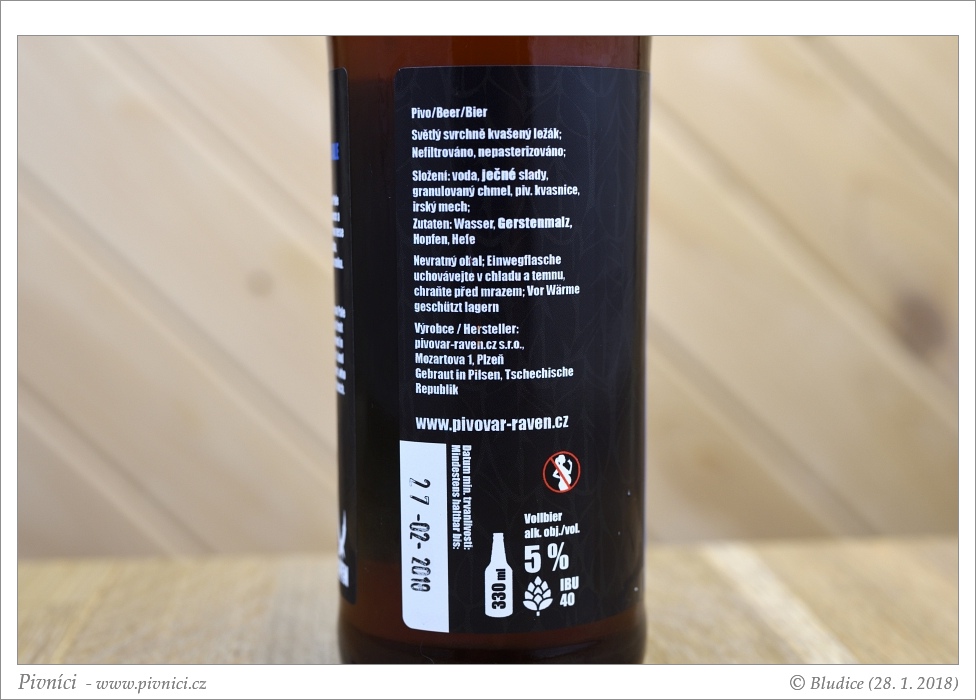 Pivo/Beer/Bier
Světlý svrchně kvašený ležák;
Nefiltrováno, nepasterizováno;
Složení: voda, ječné slady,
granulovaný chmel, piv. kvasnice,
irský mech;
Zutaten: Wasser, Gerstenmalz,
Hopfen, Hefe
Nevratný obal; Einwegflasche
uchovávejte v chladu a temnu,
chraňte před mrazem; Vor Wärme
geschützt lagern
Výrobce / Hersteller:
pivovar-raven.cz s.r.o.,
Mozartova 1, Plzeň
Gebraut in Pilsen, Tschechische
Republik
www.pivovar-raven.cz
Datum min. trvanlivosti:
Mindestens haltbar bis:
27-02-2018
330 ml
Vollbier
alk. obj./vol.
5 %
IBU
40
Pivníci - www.pivnici.cz
© Bludice (28. 1. 2018)